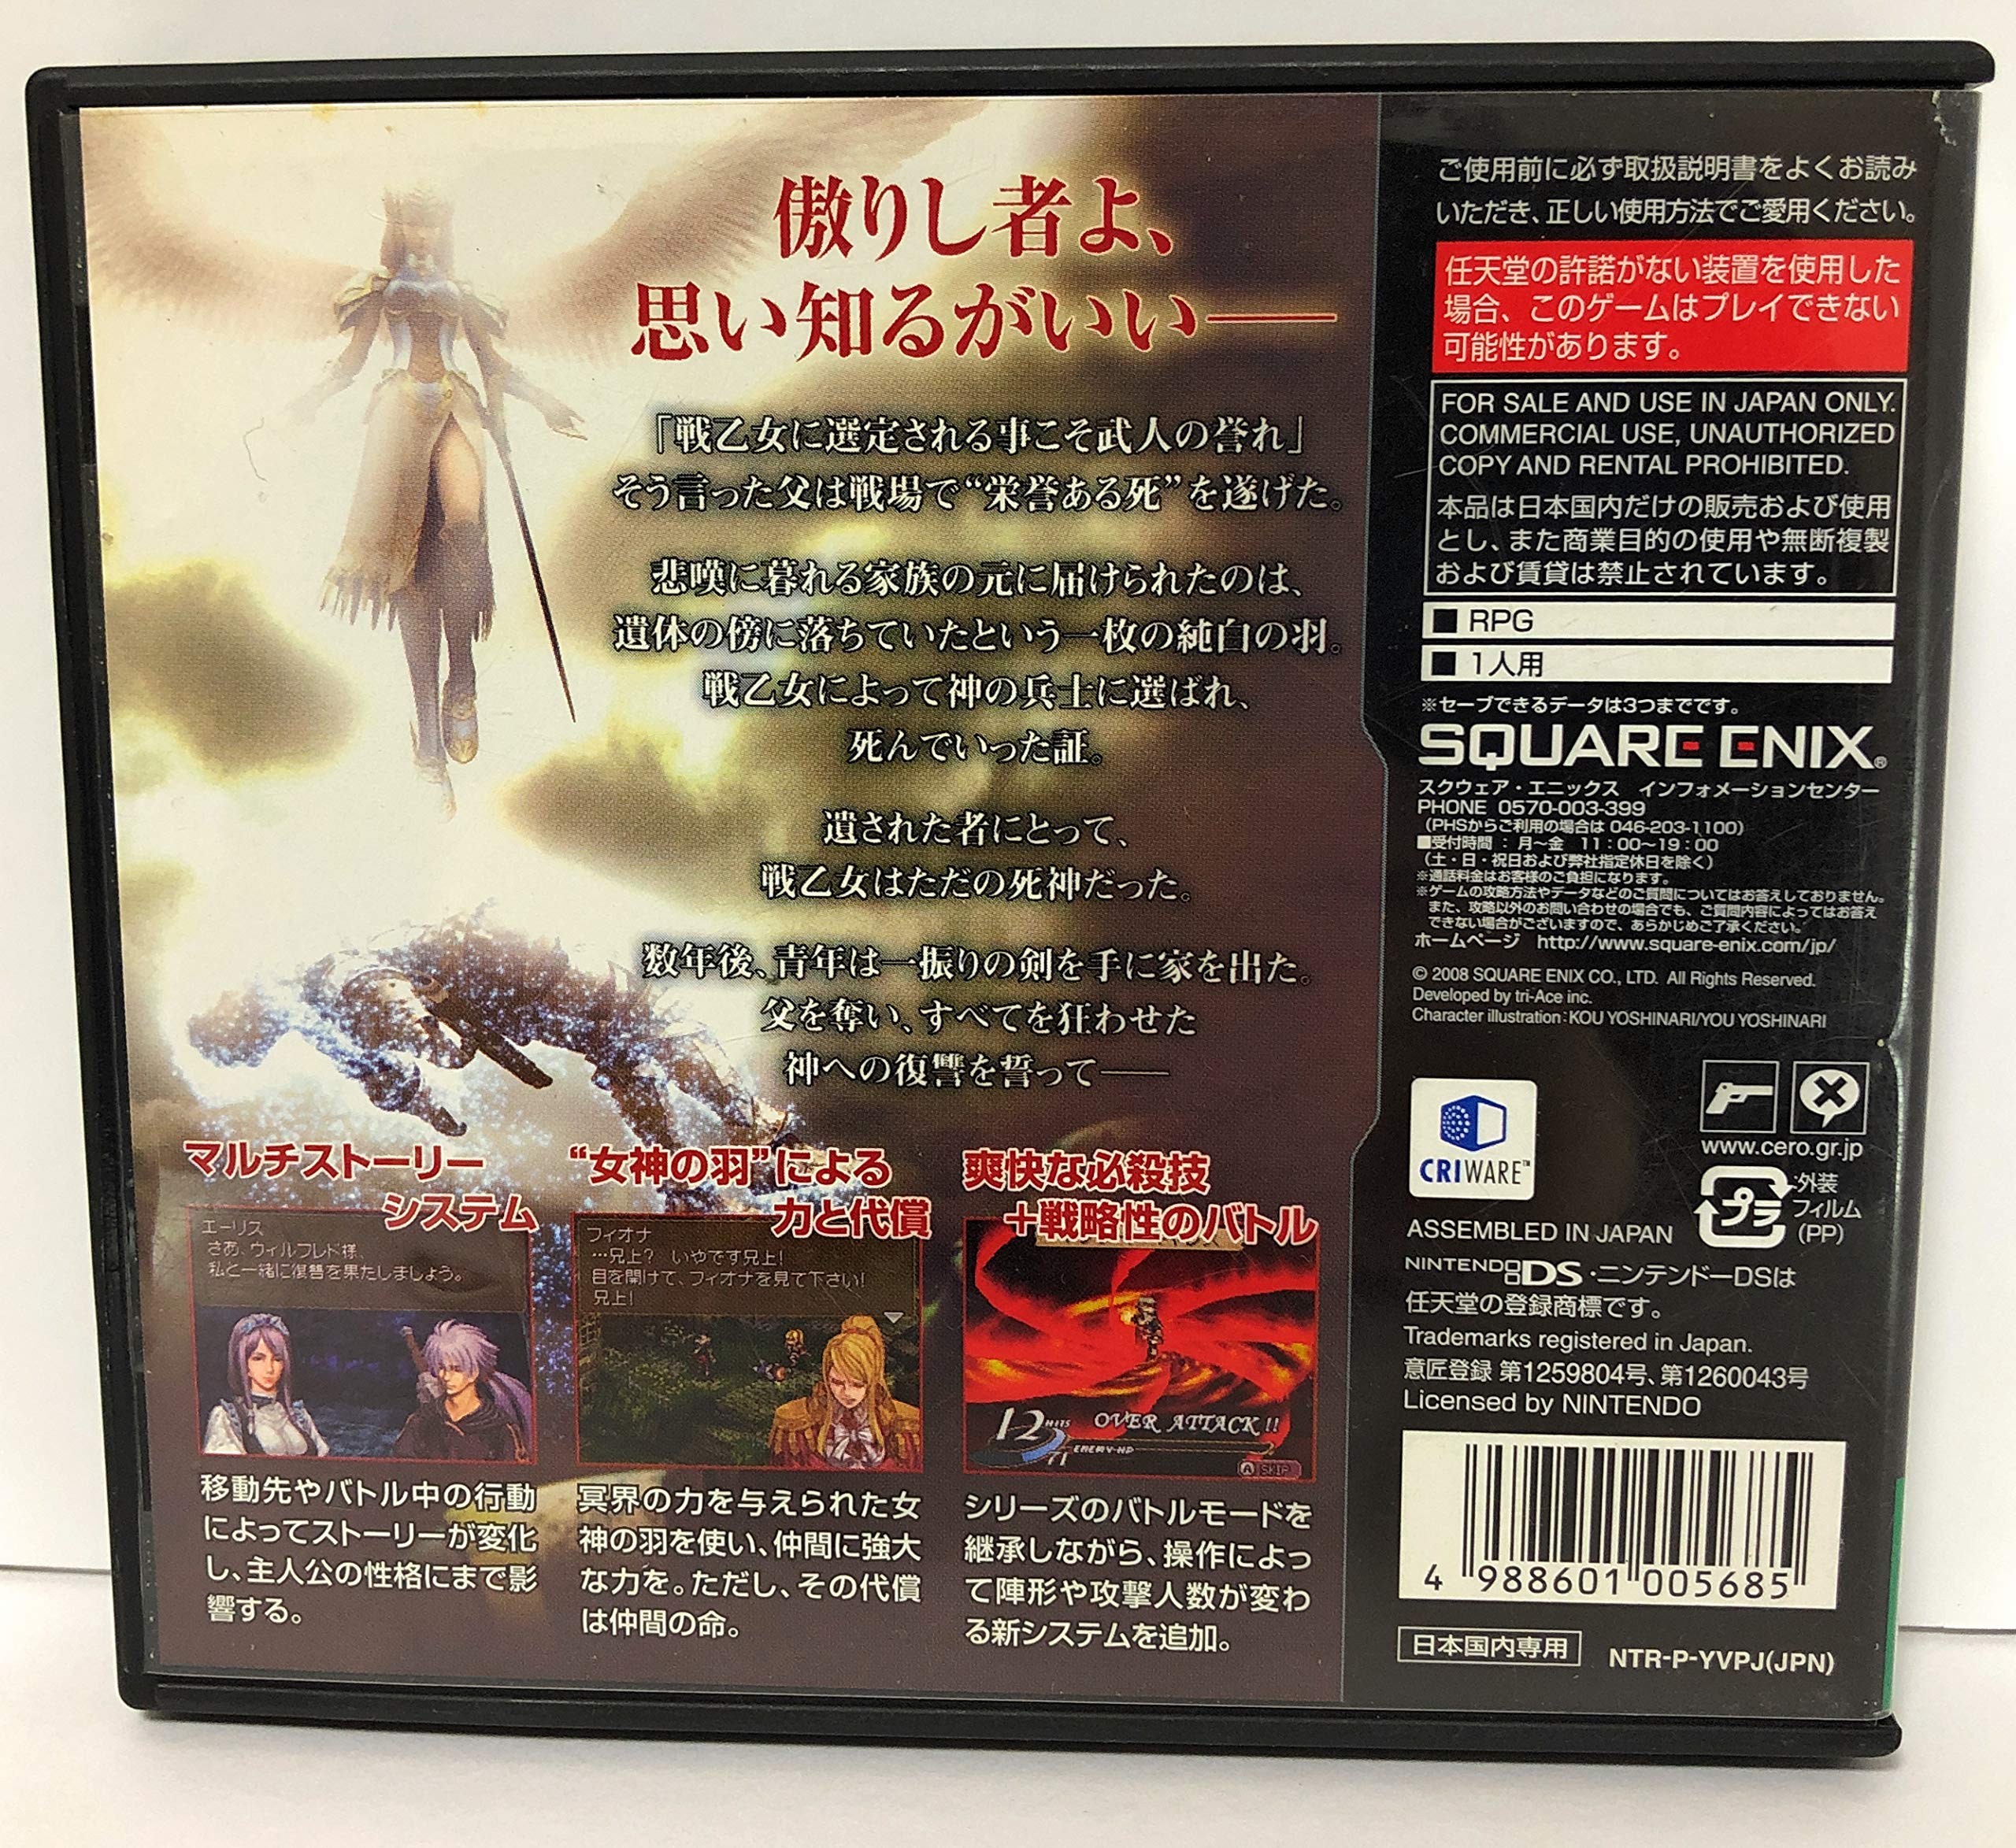 傲りし者よ、
思い知るがいい――
「戦乙女に選定される事こそ武人の誉れ」
そう言った父は戦場で“栄誉ある死”を遂げた。
悲嘆に暮れる家族の元に届けられたのは、
遺体の傍に落ちていたという一枚の純白の羽。
戦乙女によって神の兵士に選ばれ、
死んでいった証。
遺された者にとって、
戦乙女はただの死神だった。
数年後、青年は一振りの剣を手に家を出た。
父を奪い、すべてを狂わせた
神への復讐を誓って――
マルチストーリー
システム
エーリス
さあ、ウィルフレド様、
私と一緒に復讐を果たしましょう。
移動先やバトル中の行動
によってストーリーが変化
し、主人公の性格にまで影
響する。
“女神の羽”による
力と代償
フィオナ
…兄上? いやです兄上!
目を開けて、フィオナを見て下さい!
兄上!
冥界の力を与えられた女
神の羽を使い、仲間に強大
な力を。ただし、その代償
は仲間の命。
爽快な必殺技
+戦略性のバトル
12 HITS OVER ATTACK!!
71 ENEMY-HP
A SKIP
シリーズのバトルモードを
継承しながら、操作によっ
て陣形や攻撃人数が変わ
る新システムを追加。
ご使用前に必ず取扱説明書をよくお読み
いただき、正しい使用方法でご愛用ください。
任天堂の許諾がない装置を使用した
場合、このゲームはプレイできない
可能性があります。
FOR SALE AND USE IN JAPAN ONLY.
COMMERCIAL USE, UNAUTHORIZED
COPY AND RENTAL PROHIBITED.
本品は日本国内だけの販売および使用
とし、また商業目的の使用や無断複製
および賃貸は禁止されています。
■ RPG
■ 1人用
※セーブできるデータは3つまでです。
SQUARE ENIX®
スクウェア・エニックス インフォメーションセンター
PHONE 0570-003-399
(PHSからご利用の場合は 046-203-1100)
■受付時間：月～金 11：00～19：00
(土・日・祝日および弊社指定休日を除く)
※通話料金はお客様のご負担になります。
※ゲームの攻略方法やデータなどのご質問についてはお答えしておりません。
また、攻略以外のお問い合わせの場合でも、ご質問内容によってはお答え
できない場合がございますので、あらかじめご了承ください。
ホームページ http://www.square-enix.com/jp/
© 2008 SQUARE ENIX CO., LTD. All Rights Reserved.
Developed by tri-Ace inc.
Character illustration：KOU YOSHINARI/YOU YOSHINARI
CRIWARE™
www.cero.gr.jp
プラ
外装
フィルム
(PP)
ASSEMBLED IN JAPAN
NINTENDO DS・ニンテンドーDSは
任天堂の登録商標です。
Trademarks registered in Japan.
意匠登録 第1259804号、第1260043号
Licensed by NINTENDO
4 988601 005685
日本国内専用
NTR-P-YVPJ(JPN)